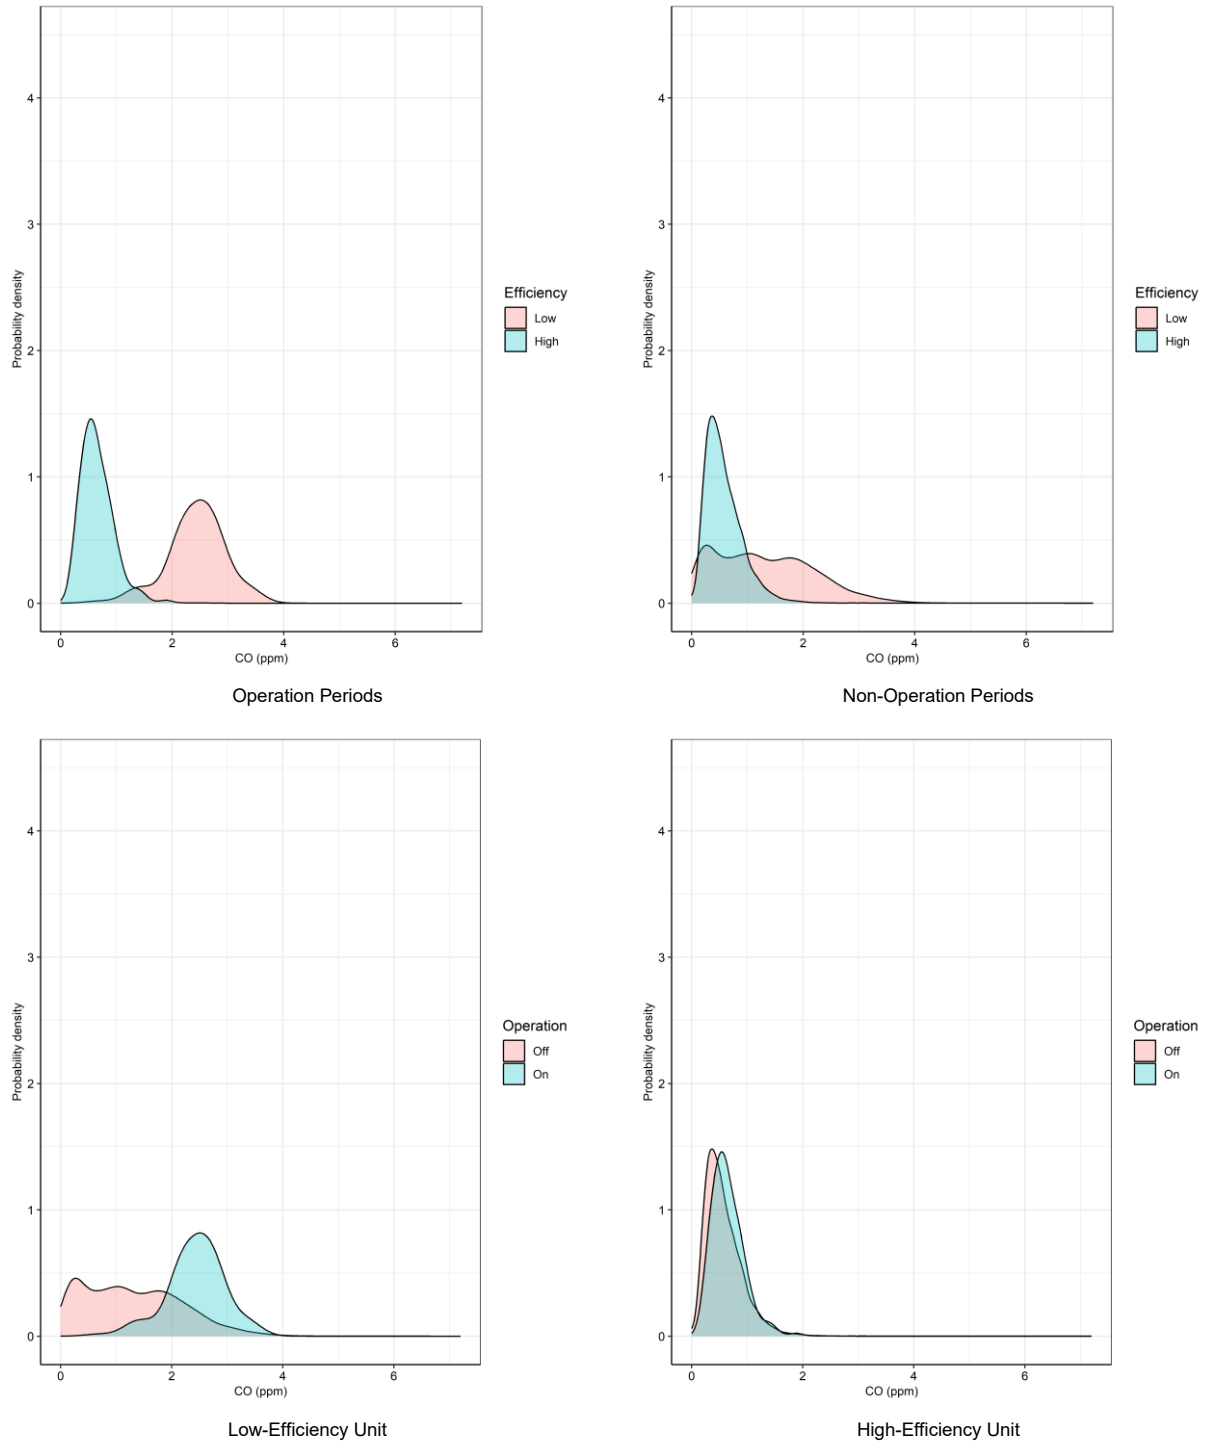 4
3
2
1
0
Probability density
0 2 4 6
CO (ppm)
Efficiency
Low
High
Operation Periods
4
3
2
1
0
Probability density
0 2 4 6
CO (ppm)
Efficiency
Low
High
Non-Operation Periods
4
3
2
1
0
Probability density
0 2 4 6
CO (ppm)
Operation
Off
On
Low-Efficiency Unit
4
3
2
1
0
Probability density
0 2 4 6
CO (ppm)
Operation
Off
On
High-Efficiency Unit